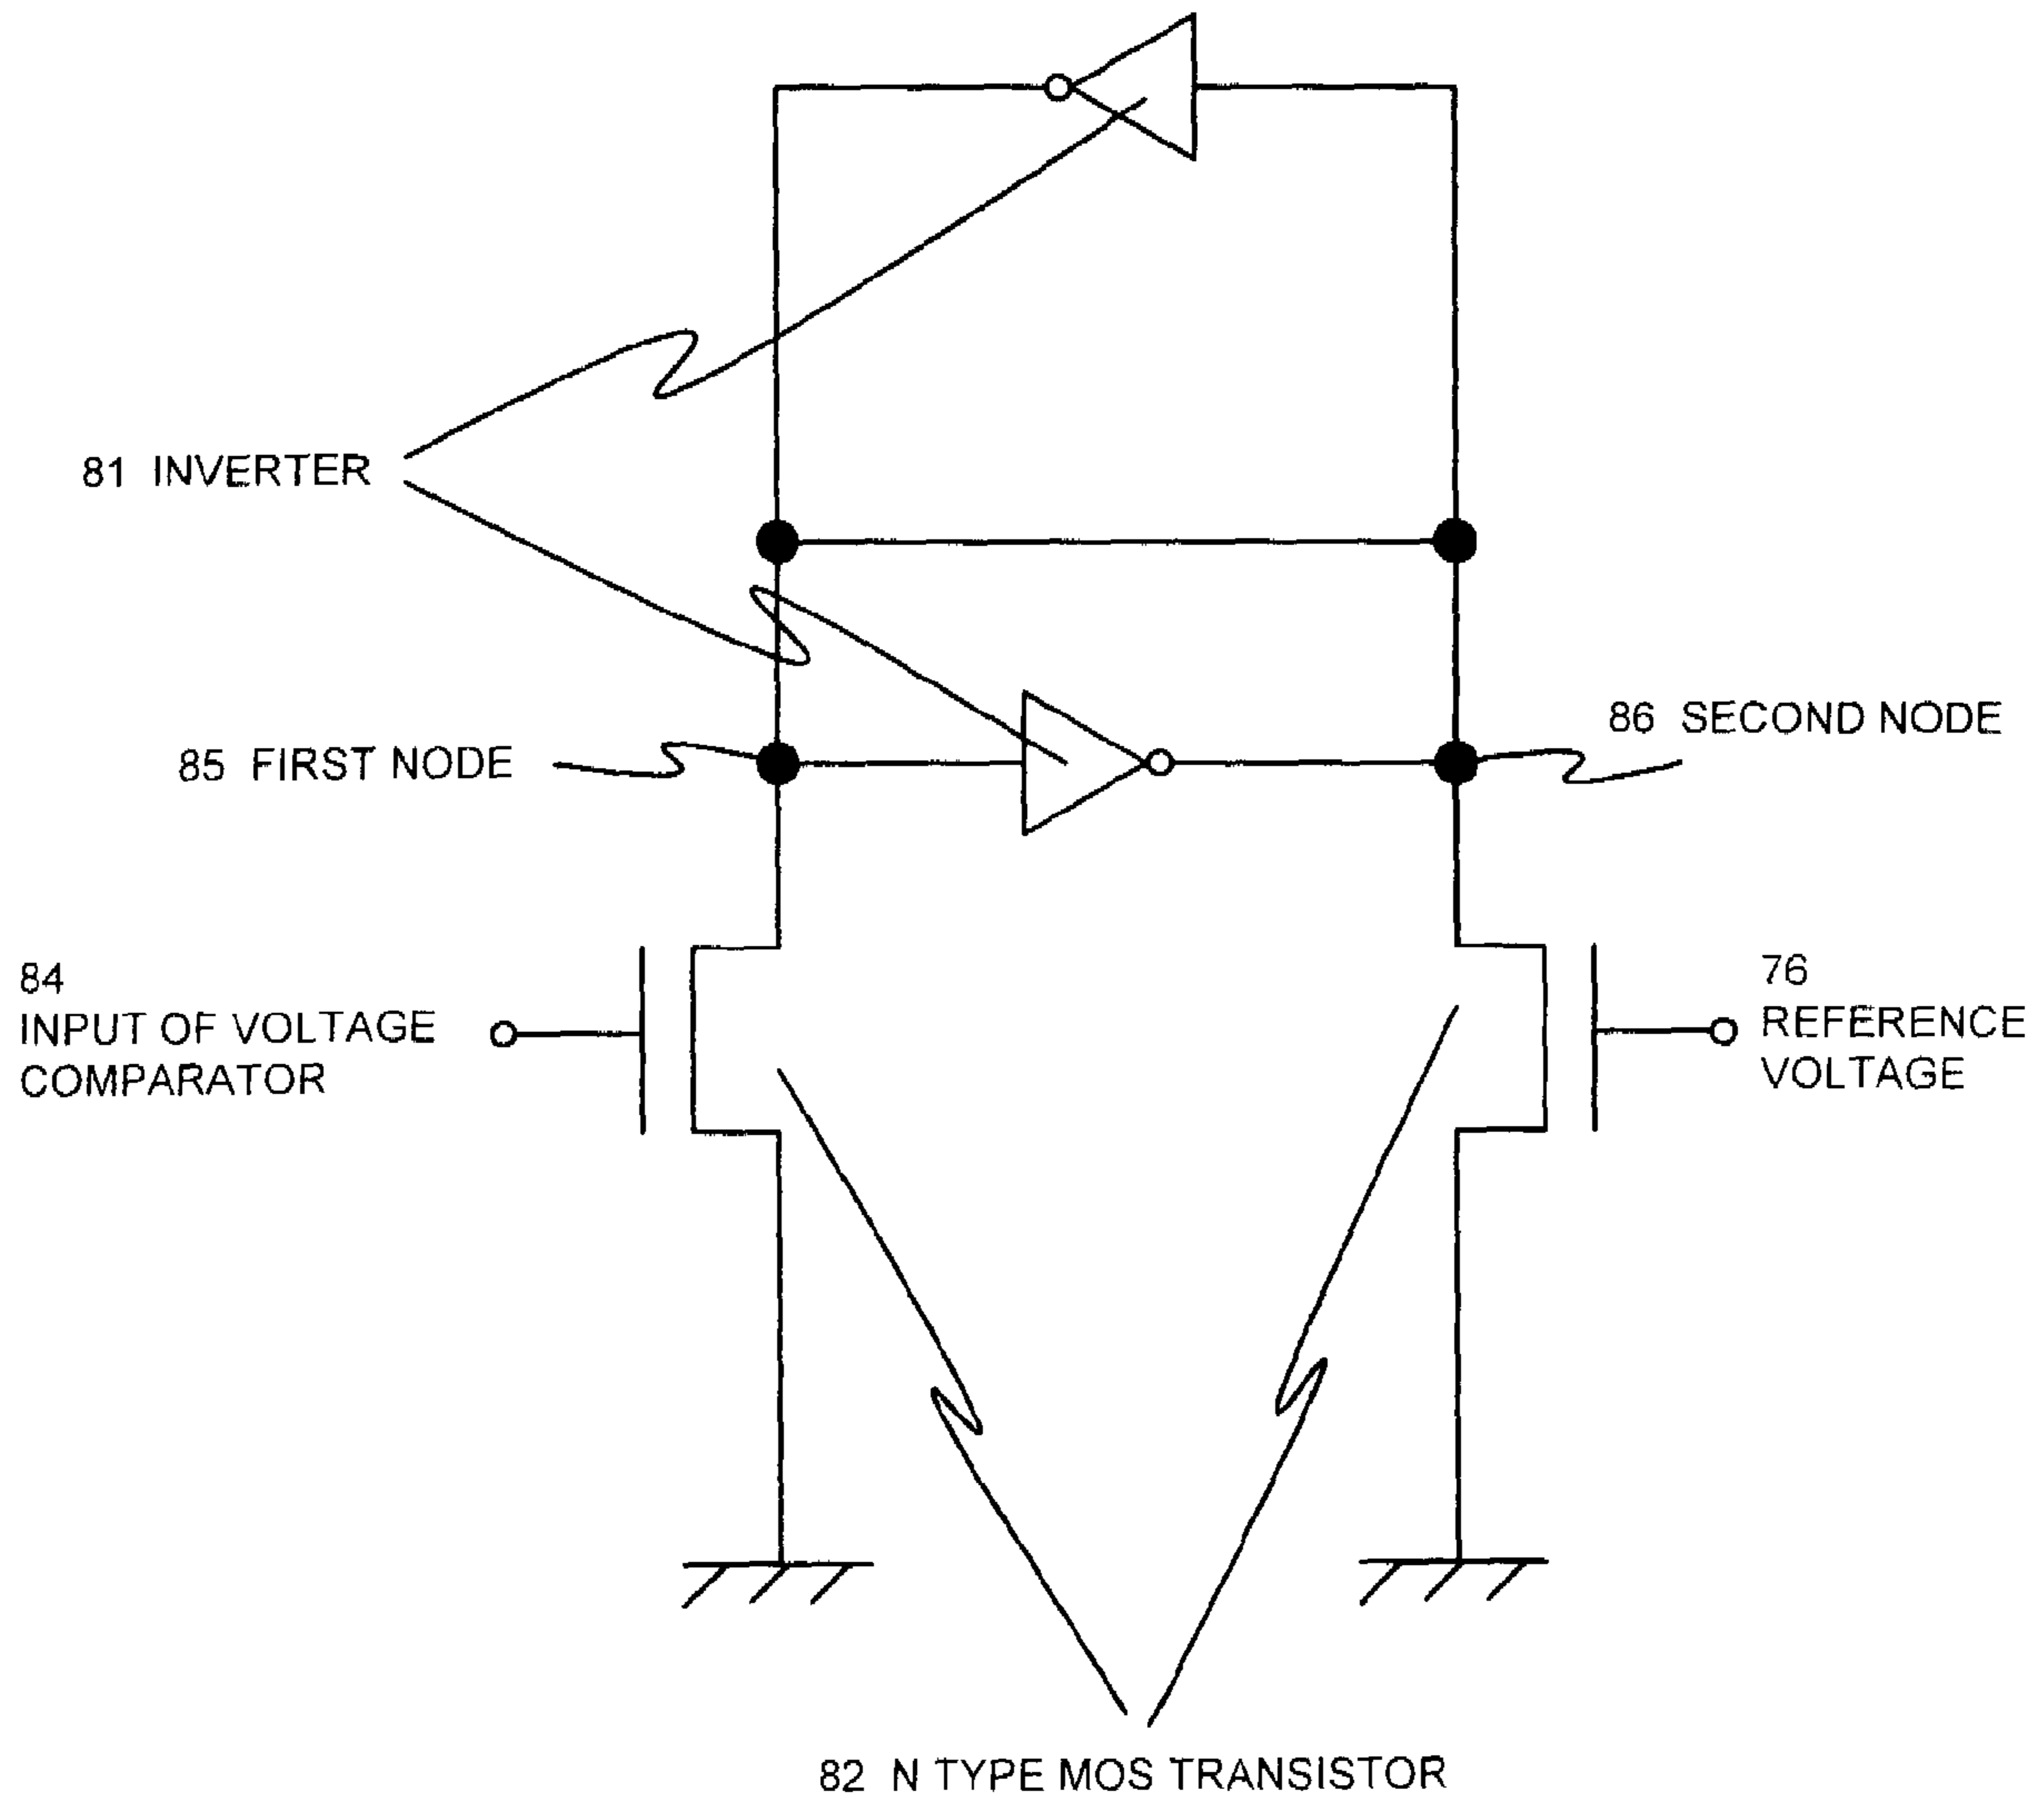 81 INVERTER
86 SECOND NODE
85 FIRST NODE
84
INPUT OF VOLTAGE
COMPARATOR
76
REFERENCE
VOLTAGE
82 N TYPE MOS TRANSISTOR